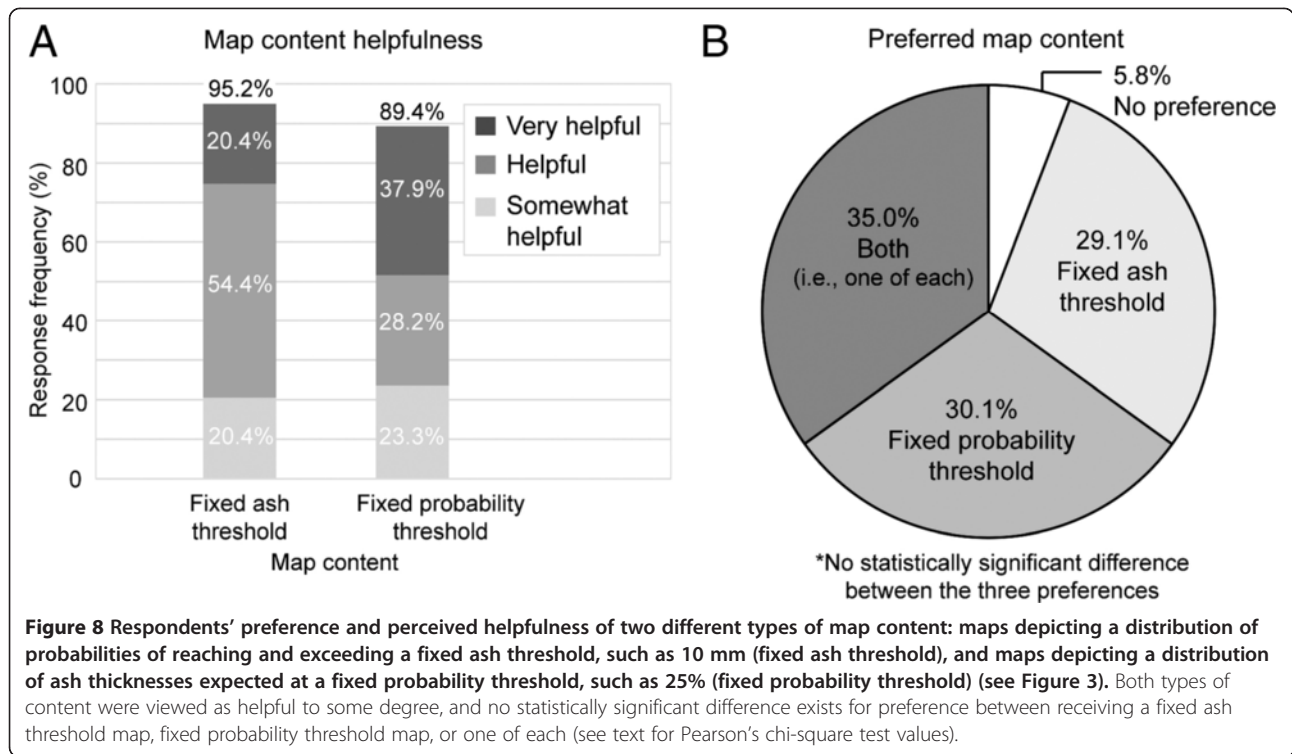 A
Map content helpfulness
Response frequency (%)
100
80
60
40
20
0
95.2%
20.4%
54.4%
20.4%
89.4%
37.9%
28.2%
23.3%
Very helpful
Helpful
Somewhat
helpful
Fixed ash
threshold
Fixed probability
threshold
Map content
B
Preferred map content
5.8%
No preference
29.1%
Fixed ash
threshold
30.1%
Fixed probability
threshold
35.0%
Both
(i.e., one of each)
*No statistically significant difference
between the three preferences
Figure 8 Respondents’ preference and perceived helpfulness of two different types of map content: maps depicting a distribution of
probabilities of reaching and exceeding a fixed ash threshold, such as 10 mm (fixed ash threshold), and maps depicting a distribution
of ash thicknesses expected at a fixed probability threshold, such as 25% (fixed probability threshold) (see Figure 3). Both types of
content were viewed as helpful to some degree, and no statistically significant difference exists for preference between receiving a fixed ash
threshold map, fixed probability threshold map, or one of each (see text for Pearson’s chi-square test values).